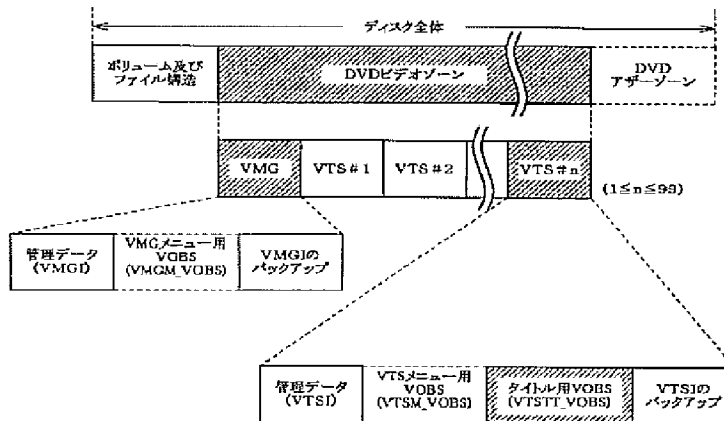 ディスク全体
ボリューム及び
ファイル構造
DVDビデオゾーン
DVD
アザーゾーン
VMG
VTS#1
VTS#2
VTS#n
(1≤n≤99)
管理データ
(VMGI)
VMGメニュー用
VOBS
(VMGM_VOBS)
VMGIの
バックアップ
管理データ
(VTSI)
VTSメニュー用
VOBS
(VTSM_VOBS)
タイトル用VOBS
(VTSTT_VOBS)
VTSIの
バックアップ